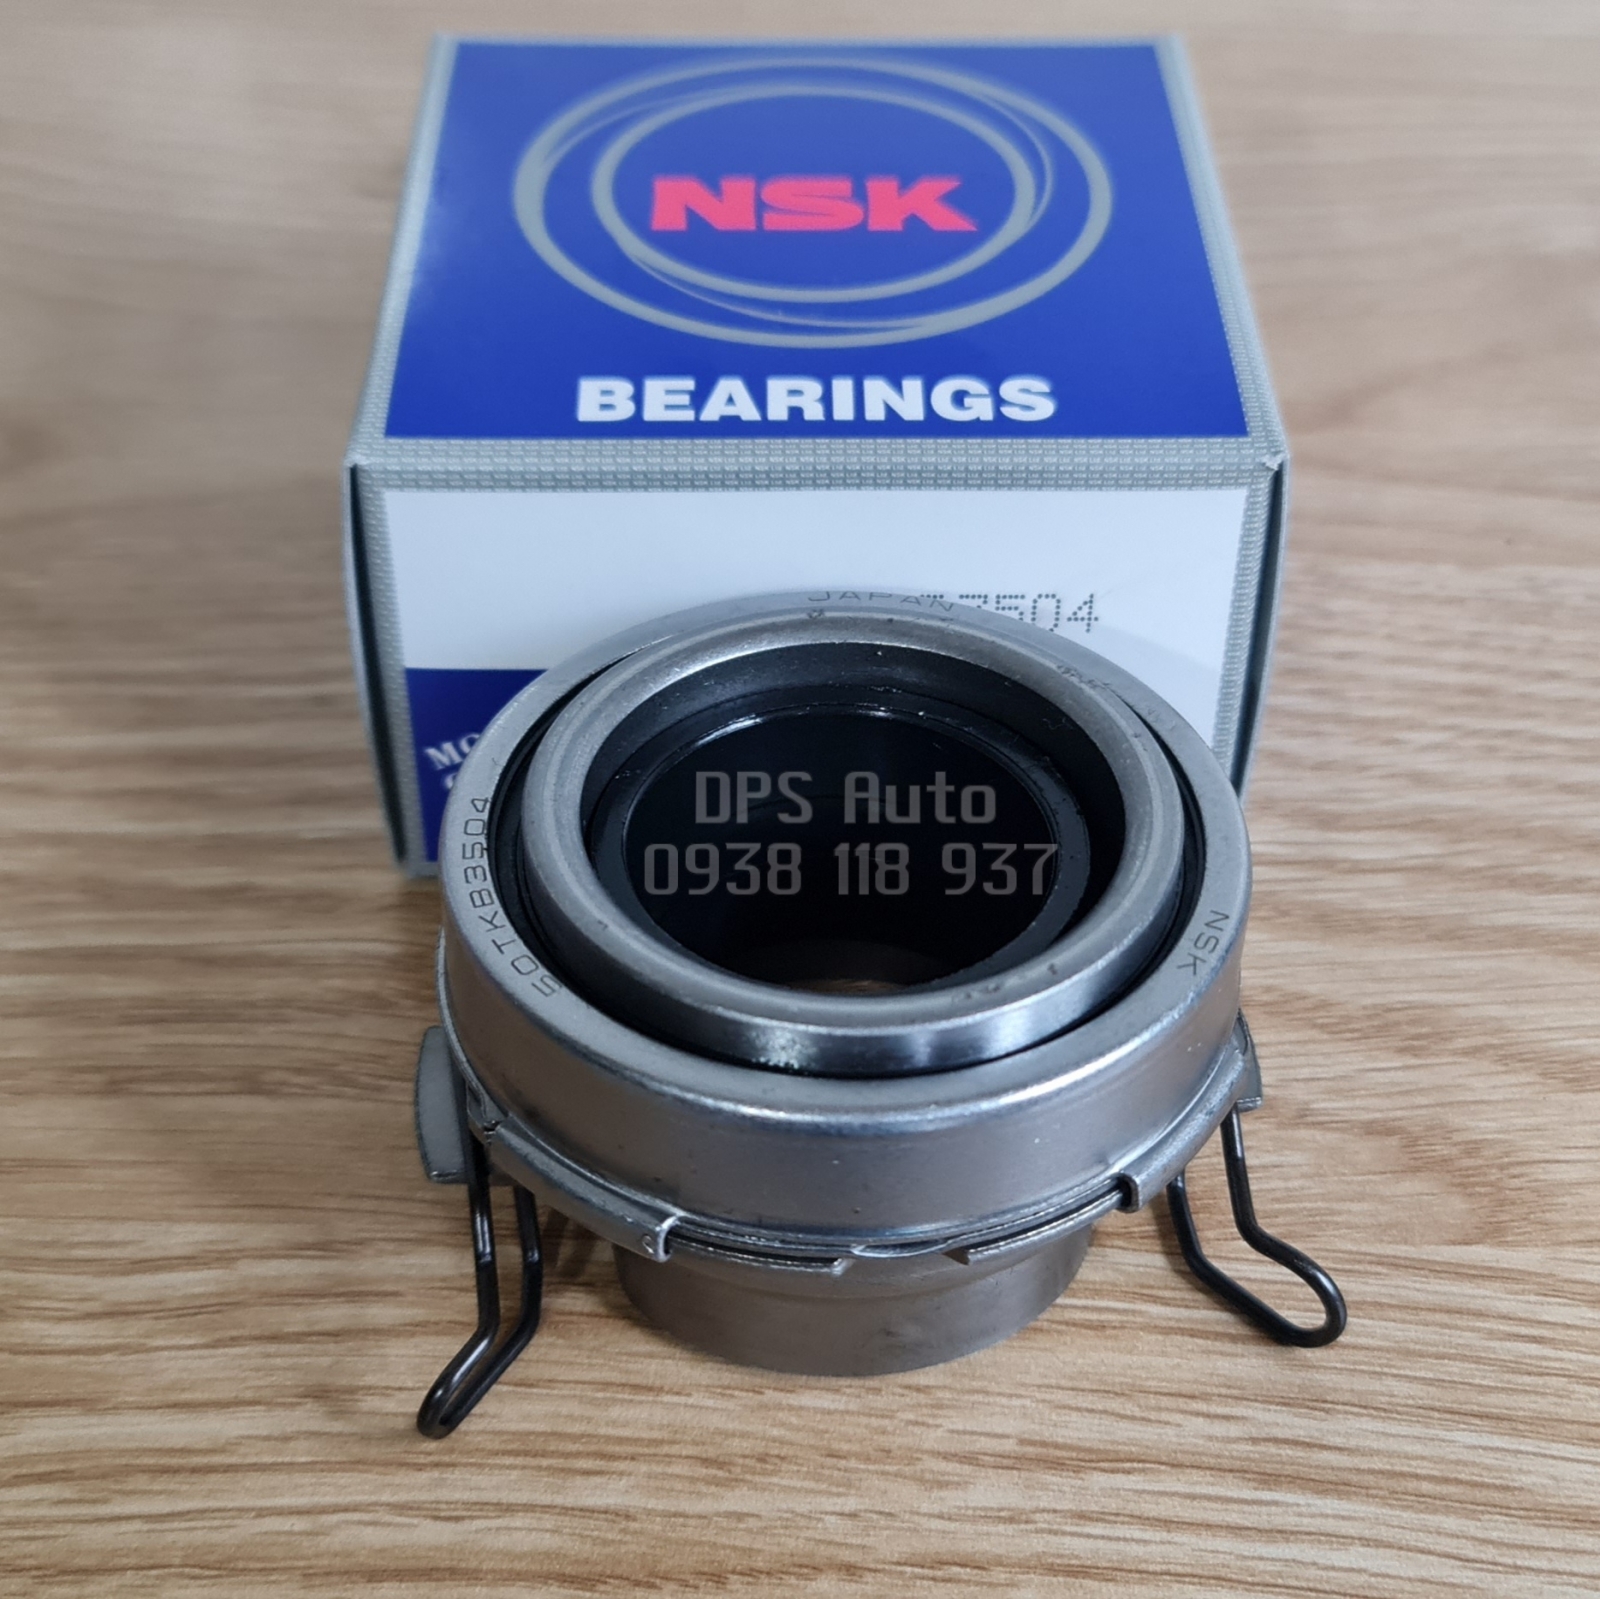 NSK
BEARINGS
3504
JAPAN
50TKB3504
NSK
DPS Auto
0938 118 937